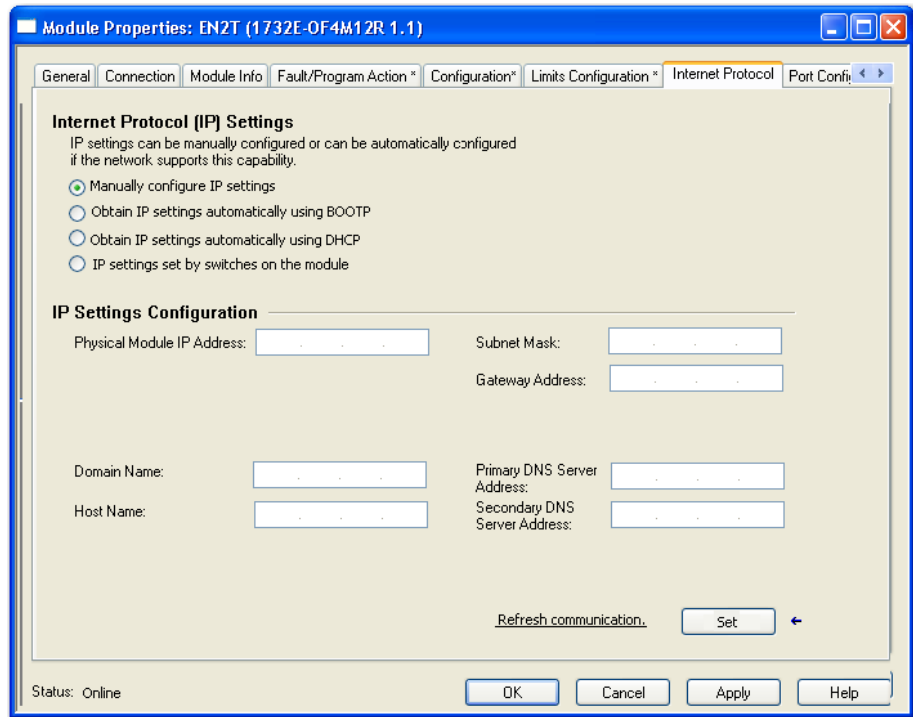 Module Properties: EN2T (1732E-OF4M12R 1.1)
General Connection Module Info Fault/Program Action * Configuration* Limits Configuration * Internet Protocol Port Config
Internet Protocol (IP) Settings
IP settings can be manually configured or can be automatically configured
if the network supports this capability.
Manually configure IP settings
Obtain IP settings automatically using BOOTP
Obtain IP settings automatically using DHCP
IP settings set by switches on the module
IP Settings Configuration
Physical Module IP Address:
Subnet Mask:
Gateway Address:
Domain Name:
Primary DNS Server
Address:
Host Name:
Secondary DNS
Server Address:
Refresh communication. Set
Status: Online OK Cancel Apply Help